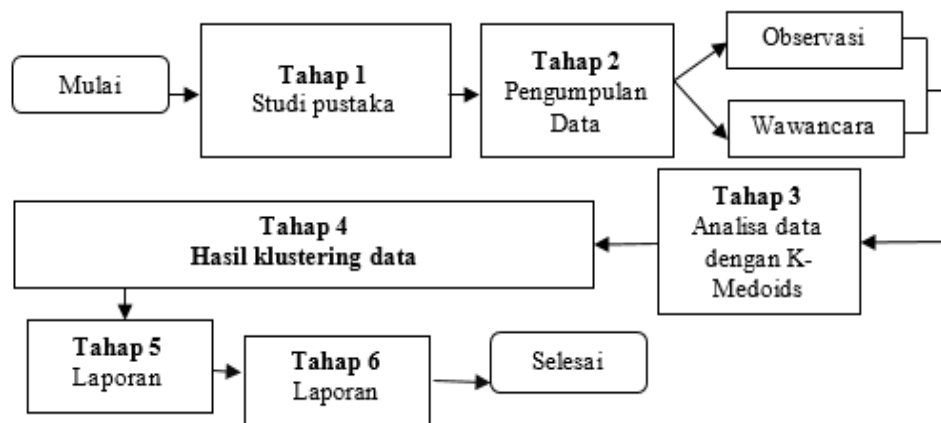 Mulai
Tahap 1
Studi pustaka
Tahap 2
Pengumpulan
Data
Observasi
Wawancara
Tahap 3
Analisa data
dengan K-
Medoids
Tahap 4
Hasil klustering data
Tahap 5
Laporan
Tahap 6
Laporan
Selesai